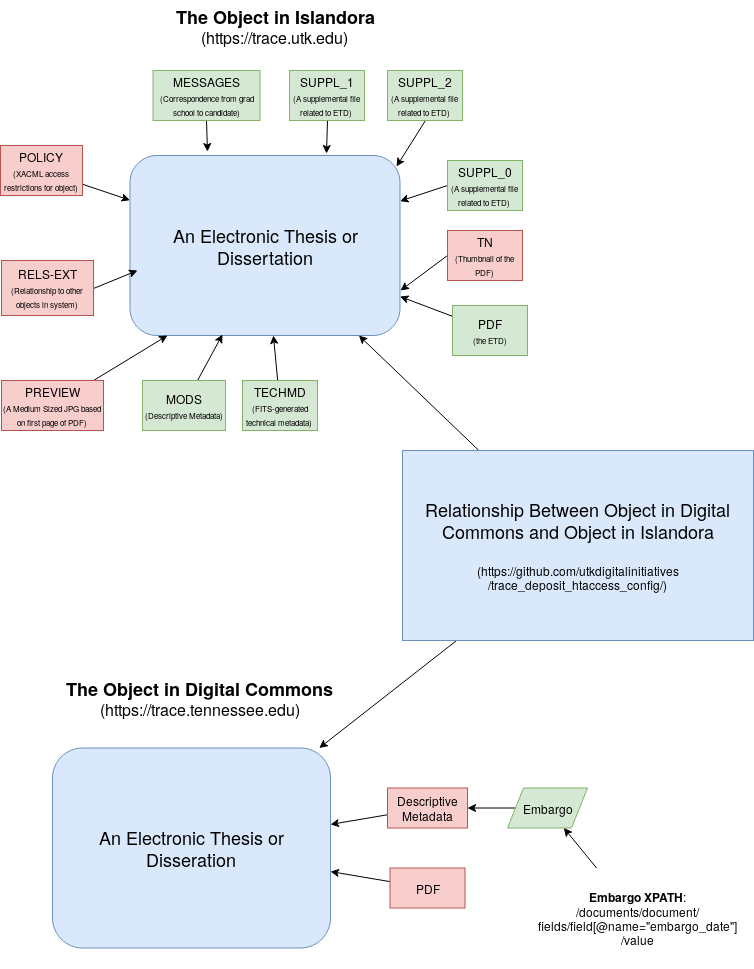 The Object in Islandora
(https://trace.utk.edu)
MESSAGES
(Correspondence from grad
school to candidate)
SUPPL_1
(A supplemental file
related to ETD)
SUPPL_2
(A supplemental file
related to ETD)
POLICY
(XACML access
restrictions for object)
SUPPL_0
(A supplemental file
related to ETD)
An Electronic Thesis or
Dissertation
TN
(Thumbnail of the
PDF)
RELS-EXT
(Relationship to other
objects in system)
PDF
(the ETD)
PREVIEW
(A Medium Sized JPG based
on first page of PDF)
MODS
(Descriptive Metadata)
TECHMD
(FITS-generated
technical metadata)
Relationship Between Object in Digital
Commons and Object in Islandora
(https://github.com/utkdigitalinitiatives
/trace_deposit_htaccess_config/)
The Object in Digital Commons
(https://trace.tennessee.edu)
An Electronic Thesis or
Disseration
Descriptive
Metadata
Embargo
PDF
Embargo XPATH:
/documents/document/
fields/field[@name="embargo_date"]
/value